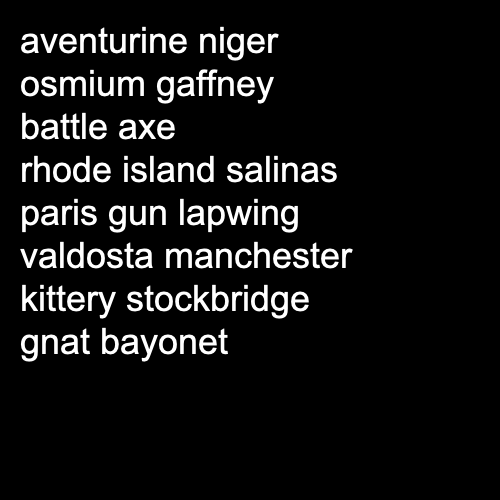 aventurine niger
osmium gaffney
battle axe
rhode island salinas
paris gun lapwing
valdosta manchester
kittery stockbridge
gnat bayonet